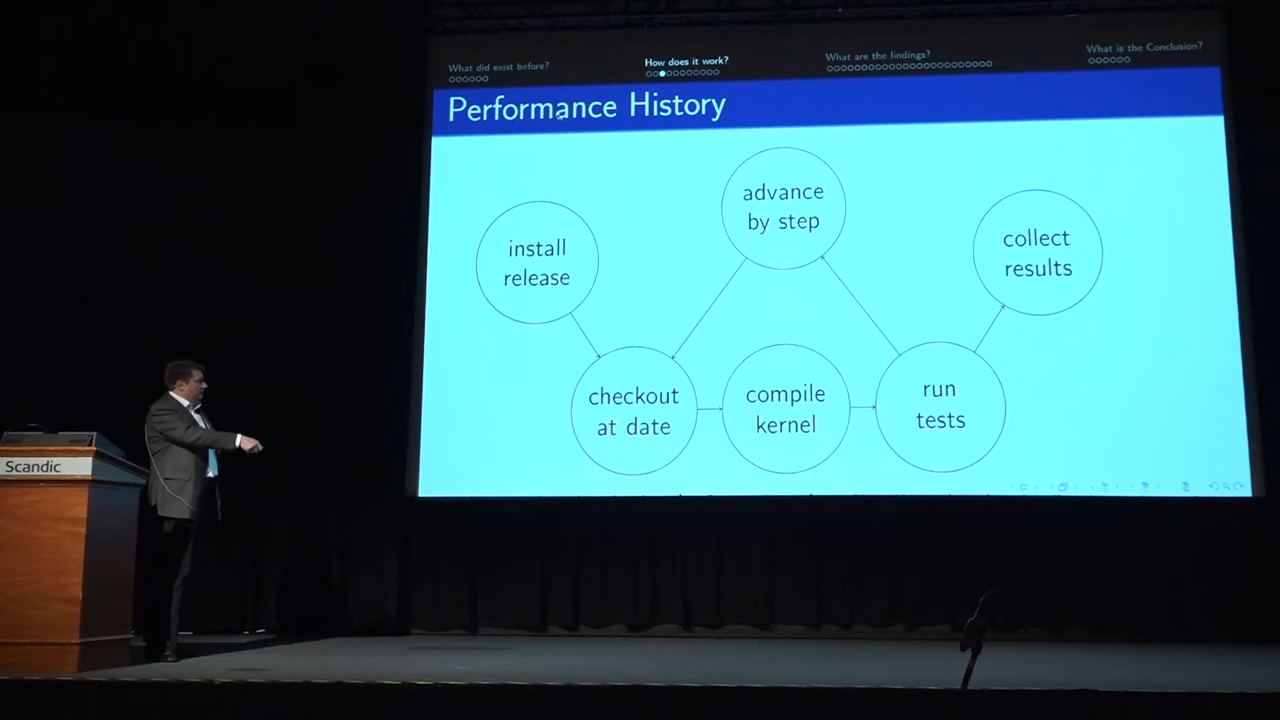 What did exist before?
How does it work?
What are the findings?
What is the Conclusion?
Performance History
install
release
advance
by step
collect
results
checkout
at date
compile
kernel
run
tests
Scandic